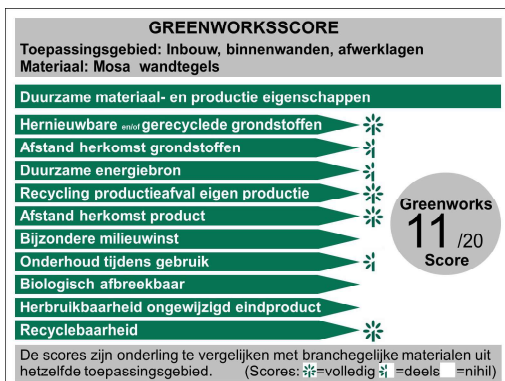 GREENWORKSSCORE
Toepassingsgebied: Inbouw, binnenwanden, afwerklagen
Materiaal: Mosa wandtegels
Duurzame materiaal- en productie eigenschappen
Hernieuwbare en/of gerecyclede grondstoffen
Afstand herkomst grondstoffen
Duurzame energiebron
Recycling productieafval eigen productie
Afstand herkomst product
Bijzondere milieuwinst
Onderhoud tijdens gebruik
Biologisch afbreekbaar
Herbruikbaarheid ongewijzigd eindproduct
Recyclebaarheid
Greenworks
11 /20
Score
De scores zijn onderling te vergelijken met branchegelijke materialen uit
hetzelfde toepassingsgebied. (Scores: =volledig =deels =nihil)